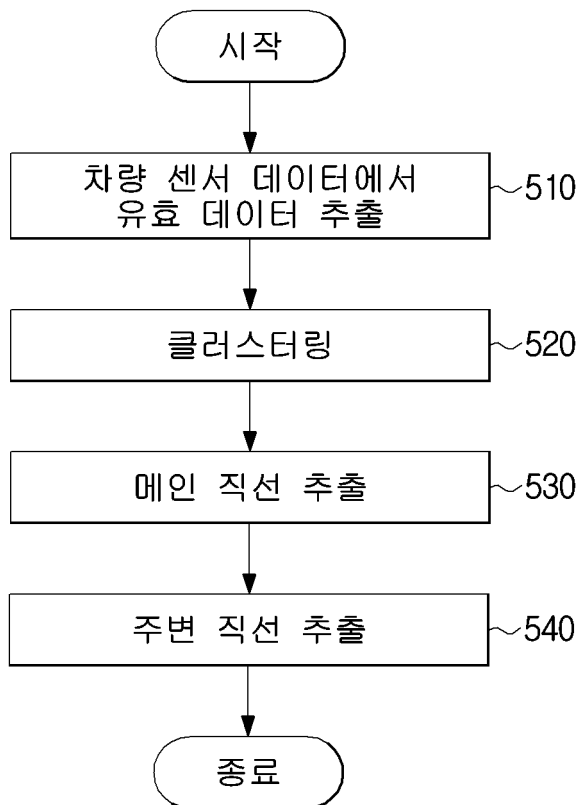 시작
차량 센서 데이터에서
유효 데이터 추출
510
클러스터링
520
메인 직선 추출
530
주변 직선 추출
540
종료